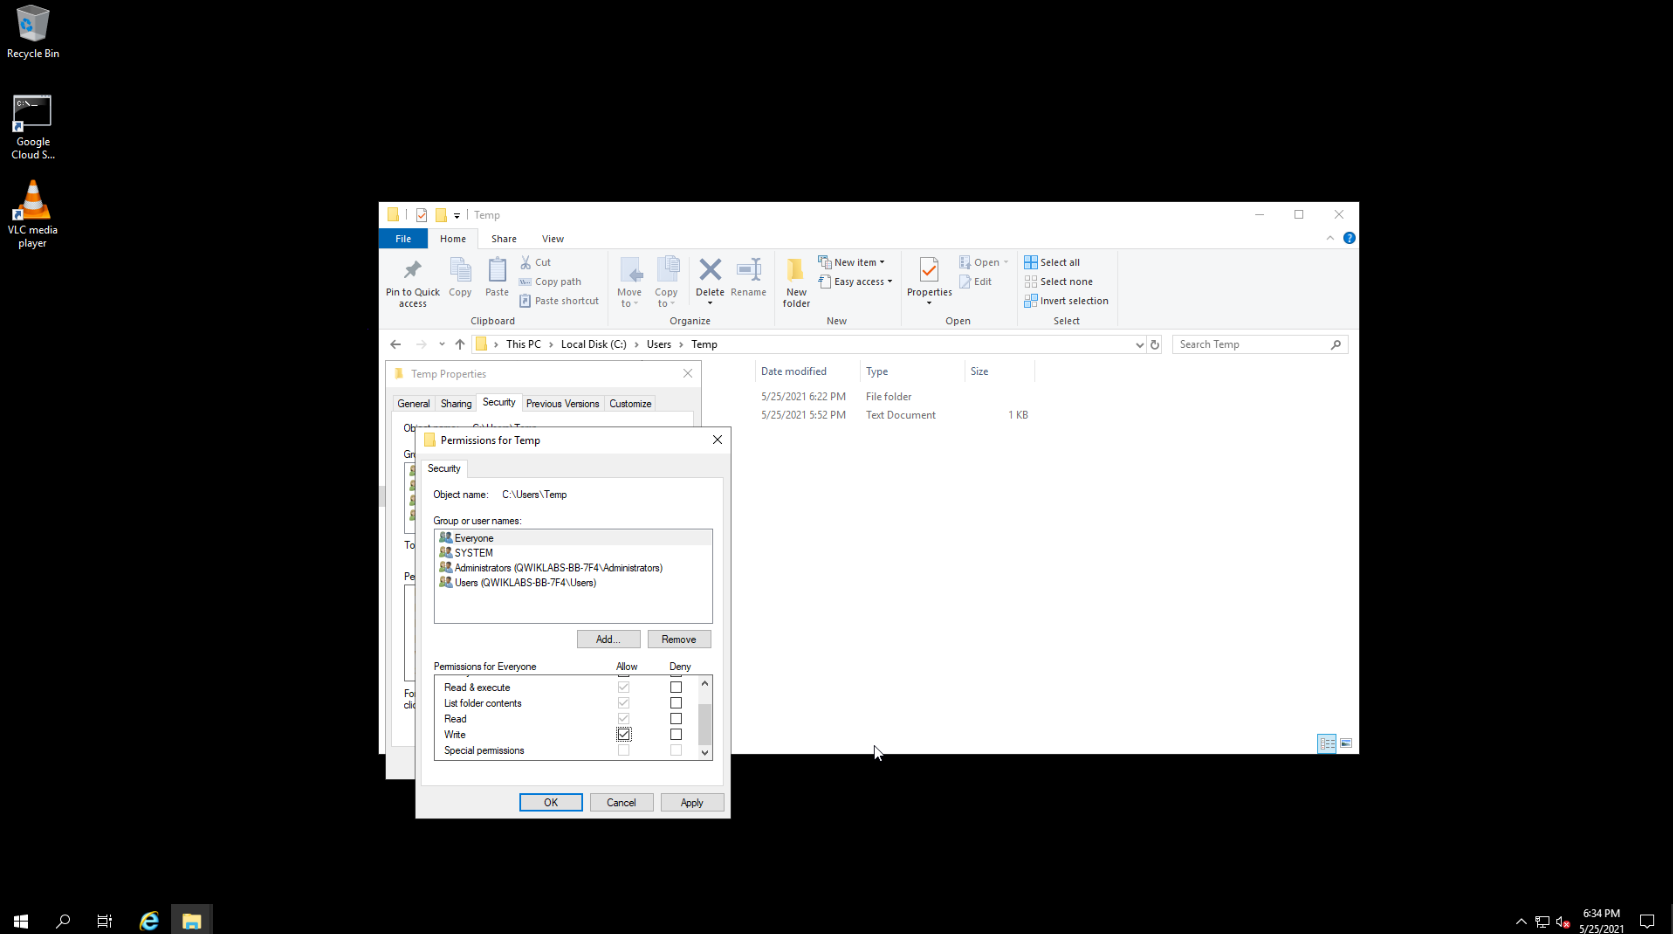 Recycle Bin
Google
Cloud S...
VLC media
player
Temp
File Home Share View
Pin to Quick
access
Copy
Paste
Cut
Copy path
Paste shortcut
Clipboard
Move
to
Copy
to
Delete
Rename
Organize
New
folder
New item
Easy access
New
Properties
Open
Edit
Open
Select all
Select none
Invert selection
Select
This PC > Local Disk (C:) > Users > Temp
Search Temp
Date modified Type Size
5/25/2021 6:22 PM File folder
5/25/2021 5:52 PM Text Document 1 KB
Temp Properties
General Sharing Security Previous Versions Customize
Permissions for Temp
Security
Object name: C:\Users\Temp
Group or user names:
Everyone
SYSTEM
Administrators (QWIKLABS-BB-7F4\Administrators)
Users (QWIKLABS-BB-7F4\Users)
Add... Remove
Permissions for Everyone Allow Deny
Read & execute
List folder contents
Read
Write
Special permissions
OK Cancel Apply
6:34 PM
5/25/2021